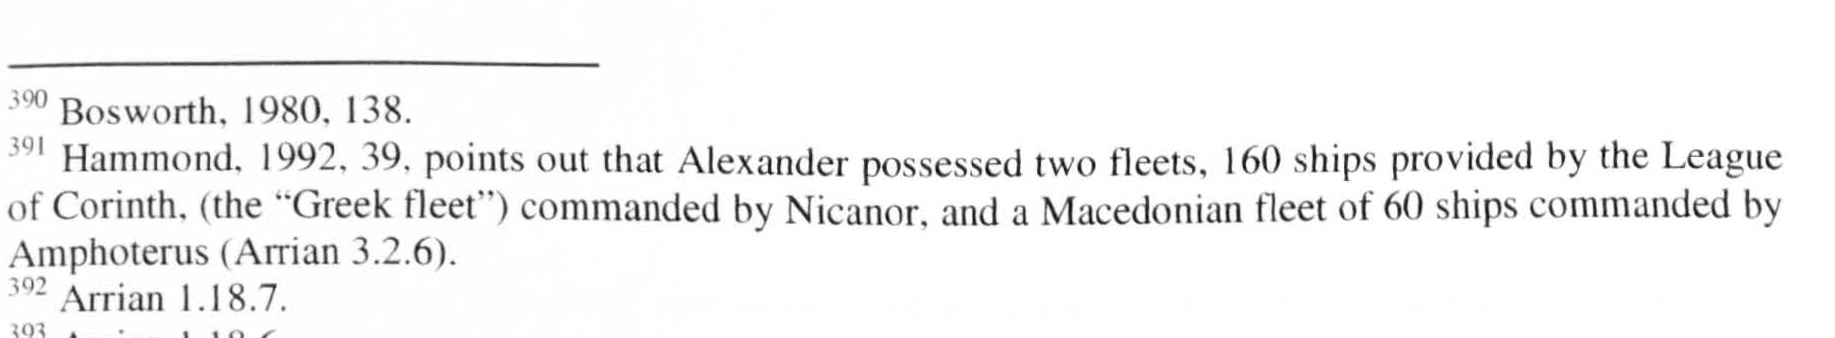 390 Bosworth, 1980, 138.
391 Hammond, 1992, 39, points out that Alexander possessed two fleets, 160 ships provided by the League
of Corinth, (the “Greek fleet”) commanded by Nicanor, and a Macedonian fleet of 60 ships commanded by
Amphoterus (Arrian 3.2.6).
392 Arrian 1.18.7.
393